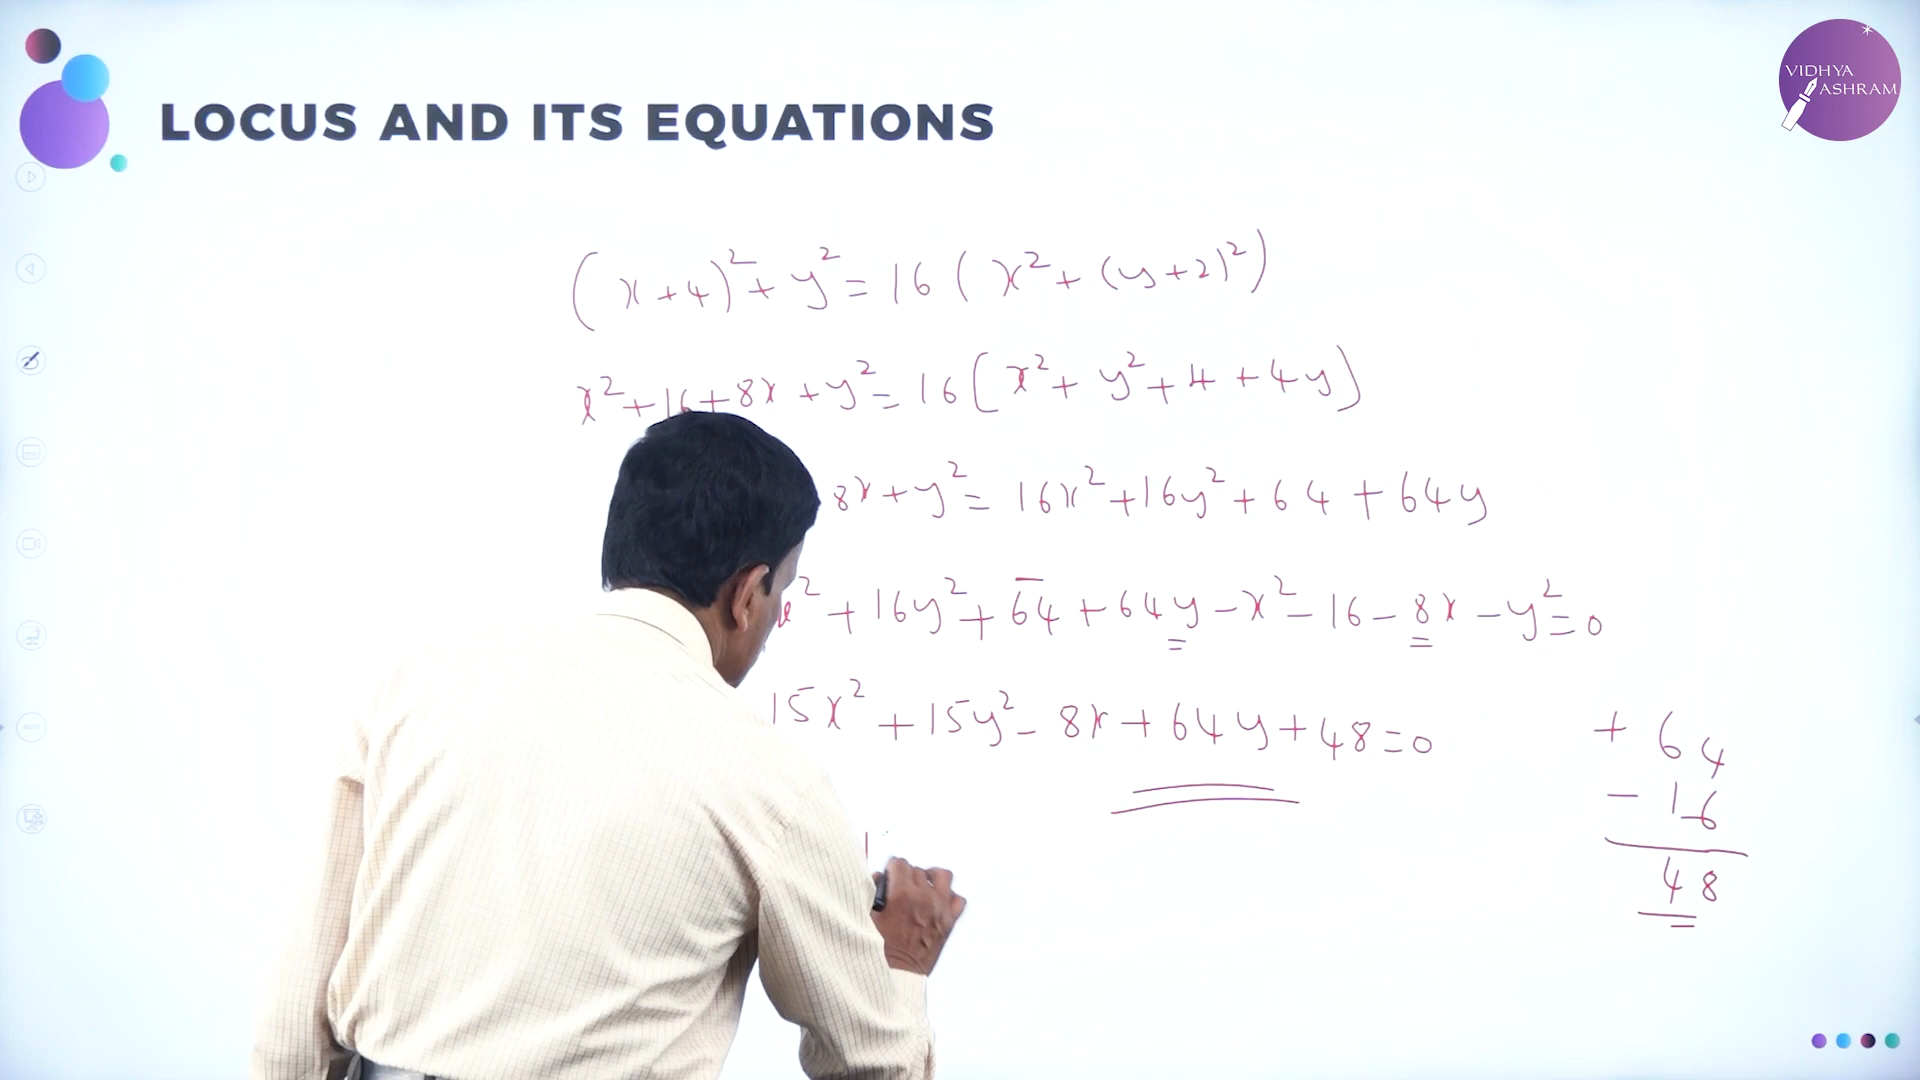 VIDHYA
ASHRAM
LOCUS AND ITS EQUATIONS
(x+4)²+y²=16(x²+(y+2)²)
x²+16+8x+y²=16[x²+y²+4+4y]
8x+y²=16x²+16y²+64+64y
x²+16y²+64+64y-x²-16-8x-y²=0
15x²+15y²-8x+64y+48=0
+64
-16
48